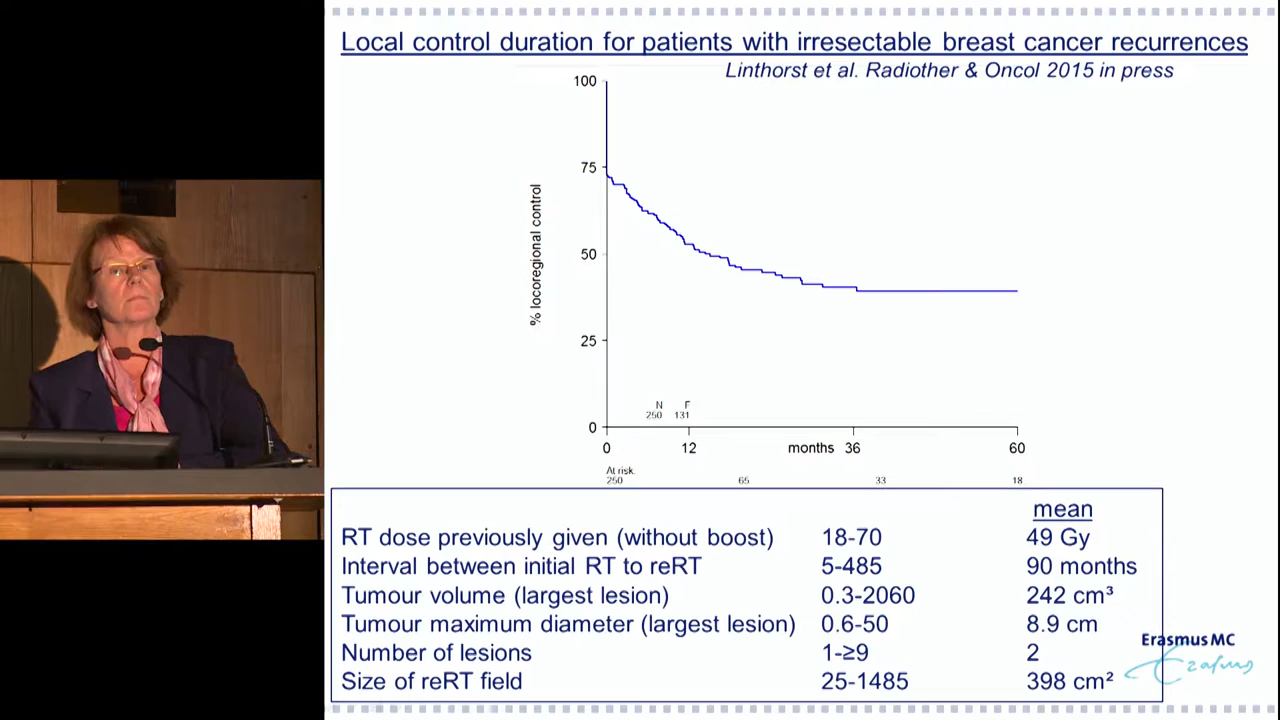 Local control duration for patients with irresectable breast cancer recurrences
Linthorst et al. Radiother & Oncol 2015 in press
100
75
50
25
0
% locoregional control
N F
250 131
0 12 months 36 60
At risk.
250 65 33 18
mean
RT dose previously given (without boost) 18-70 49 Gy
Interval between initial RT to reRT 5-485 90 months
Tumour volume (largest lesion) 0.3-2060 242 cm³
Tumour maximum diameter (largest lesion) 0.6-50 8.9 cm
Number of lesions 1-≥9 2
Size of reRT field 25-1485 398 cm²
Erasmus MC
Erasmus